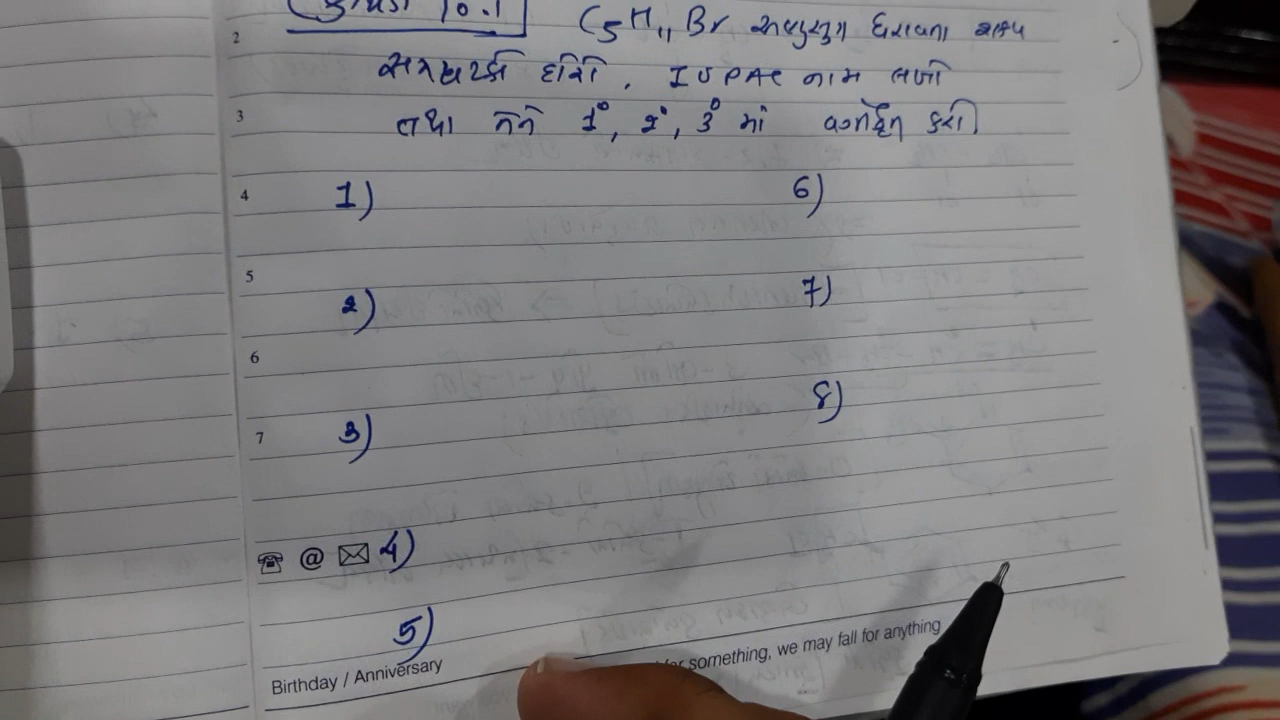 ઉદાહરણ 10.1 C₅H₁₁Br અણુસૂત્ર ધરાવતા શક્ય
2
સમઘટકો દોરો. IUPAC નામ લખો
3
તથા તેને 1°, 2°, 3° માં વર્ગીકૃત કરો
4
1) 6)
5
2) 7)
6
7
3) 8)
4)
5)
Birthday / Anniversary
something, we may fall for anything